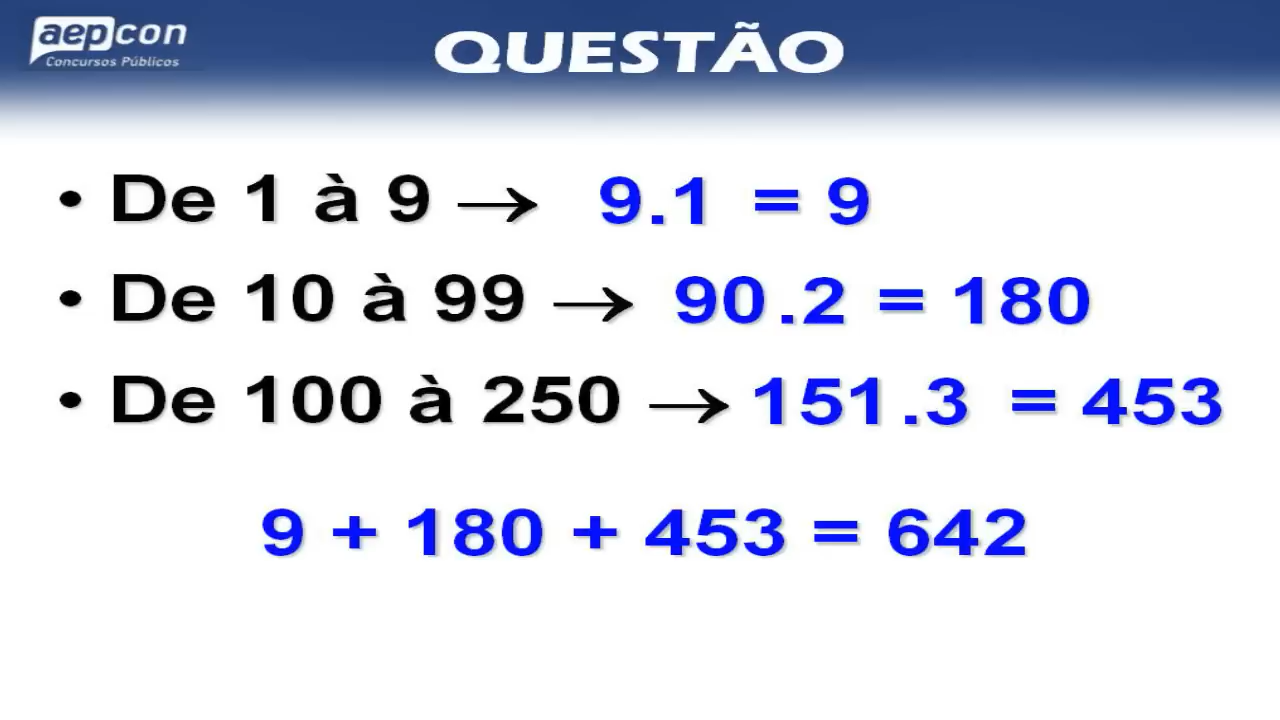 aepcon
Concursos Públicos
QUESTÃO
• De 1 à 9 → 9.1 = 9
• De 10 à 99 → 90.2 = 180
• De 100 à 250 → 151.3 = 453
9 + 180 + 453 = 642